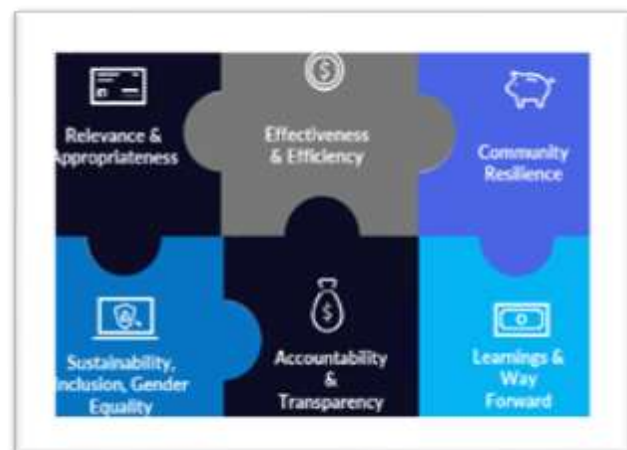 Relevance &
Appropriateness
Effectiveness
& Efficiency
Community
Resilience
Sustainability,
Inclusion, Gender
Equality
Accountability
&
Transparency
Learnings &
Way
Forward